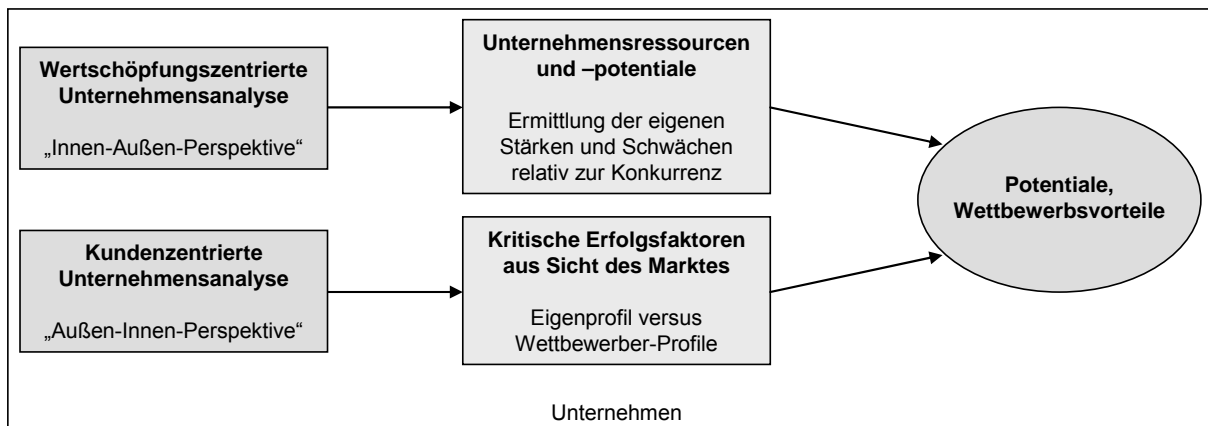 Wertschöpfungszentrierte
Unternehmensanalyse
„Innen-Außen-Perspektive“
Unternehmensressourcen
und –potentiale
Ermittlung der eigenen
Stärken und Schwächen
relativ zur Konkurrenz
Kundenzentrierte
Unternehmensanalyse
„Außen-Innen-Perspektive“
Kritische Erfolgsfaktoren
aus Sicht des Marktes
Eigenprofil versus
Wettbewerber-Profile
Potentiale,
Wettbewerbsvorteile
Unternehmen